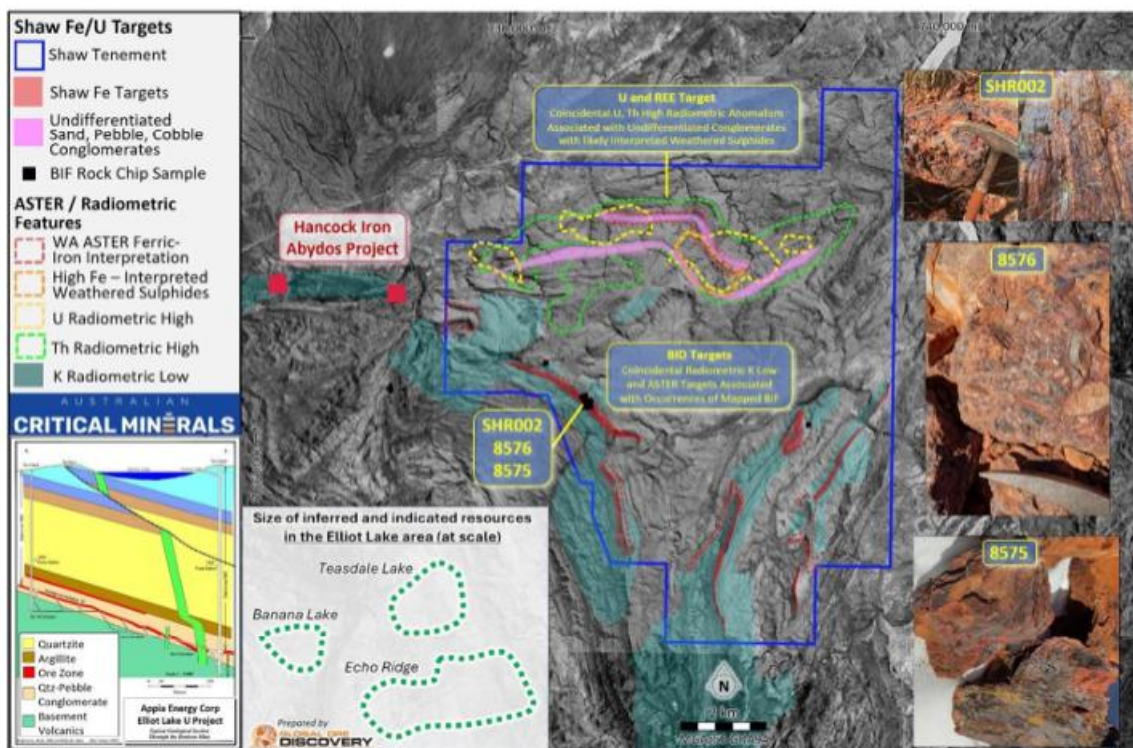 Shaw Fe/U Targets
Shaw Tenement
Shaw Fe Targets
Undifferentiated
Sand, Pebble, Cobble
Conglomerates
BIF Rock Chip Sample
ASTER / Radiometric
Features
WA ASTER Ferric-
Iron Interpretation
High Fe – Interpreted
Weathered Sulphides
U Radiometric High
Th Radiometric High
K Radiometric Low
AUSTRALIAN
CRITICAL MINERALS
Quartzite
Argillite
Ore Zone
Qtz-Pebble
Conglomerate
Basement
Volcanics
Appia Energy Corp
Elliot Lake U Project
740,000 m
U and REE Target
Coincidental U, Th High Radiometric Anomalism
Associated with Undifferentiated Conglomerates
with likely Interpreted Weathered Sulphides
Hancock Iron
Abydos Project
BID Targets
Coincidental Radiometric K Low
and ASTER Targets Associated
with Occurrences of Mapped BIF
SHR002
8576
8575
Size of inferred and indicated resources
in the Elliot Lake area (at scale)
Teasdale Lake
Banana Lake
Echo Ridge
Prepared by
GLOBAL ORE
DISCOVERY
N
2 km
SHR002
8576
8575